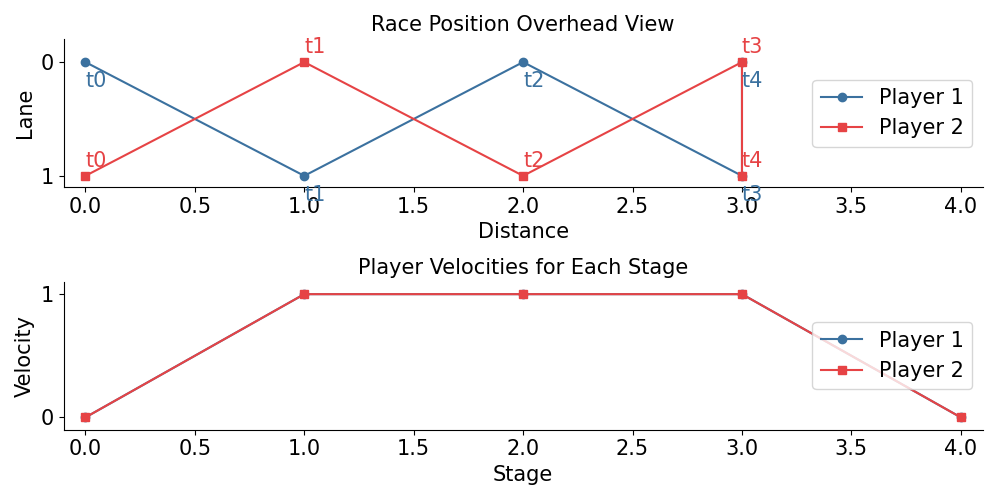 Race Position Overhead View
t1
t3
0
t0
t2
t4
Player 1
Player 2
Lane
t0
t2
t4
1
t1
t3
0.0 0.5 1.0 1.5 2.0 2.5 3.0 3.5 4.0
Distance
Player Velocities for Each Stage
1
Velocity
Player 1
Player 2
0
0.0 0.5 1.0 1.5 2.0 2.5 3.0 3.5 4.0
Stage